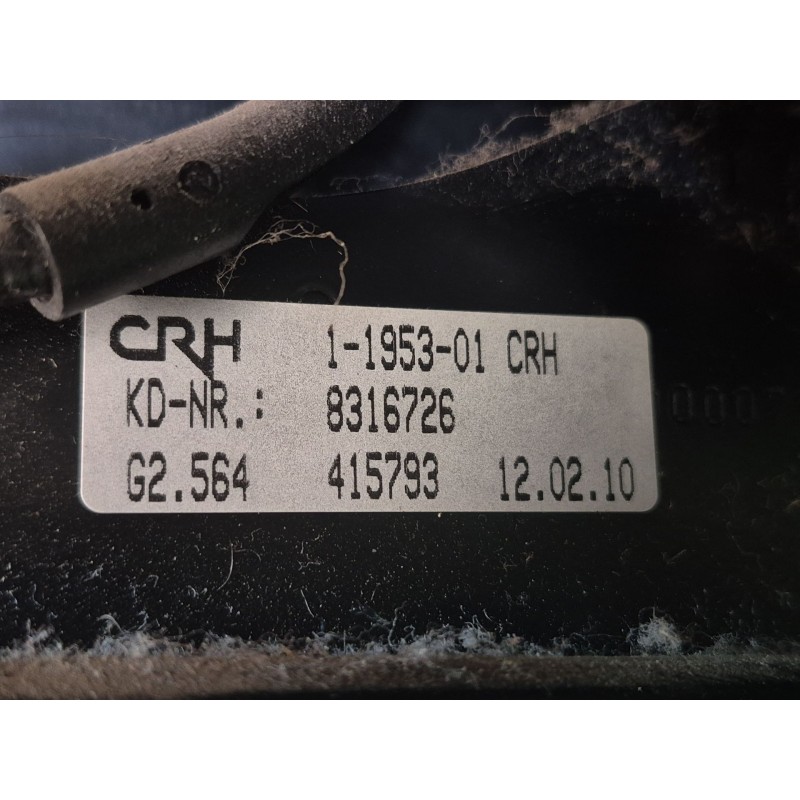 CRH 1-1953-01 CRH
KD-NR.: 8316726
G2.564 415793 12.02.10